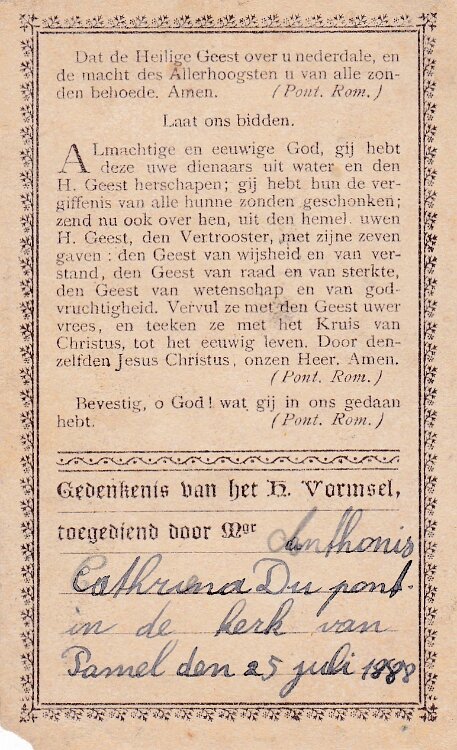 Dat de Heilige Geest over u nederdale, en
de macht des Allerhoogsten u van alle zon-
den behoede. Amen. (Pont. Rom.)
Laat ons bidden.
ALmachtige en eeuwige God, gij hebt
deze uwe dienaars uit water en den
H. Geest herschapen; gij hebt hun de ver-
giffenis van alle hunne zonden geschonken;
zend nu ook over hen, uit den hemel, uwen
H. Geest, den Vertrooster, met zijne zeven
gaven : den Geest van wijsheid en van ver-
stand, den Geest van raad en van sterkte,
den Geest van wetenschap en van god-
vruchtigheid. Vervul ze met den Geest uwer
vrees, en teeken ze met het Kruis van
Christus, tot het eeuwig leven. Door den-
zelfden Jesus Christus, onzen Heer. Amen.
(Pont. Rom.)
Bevestig, o God! wat gij in ons gedaan
hebt. (Pont. Rom.)
Gedenkenis van het H. Vormsel,
toegediend door Mgr Anthonis
Cathriena Du pont
in de kerk van
Pamel den 25 juli 1888